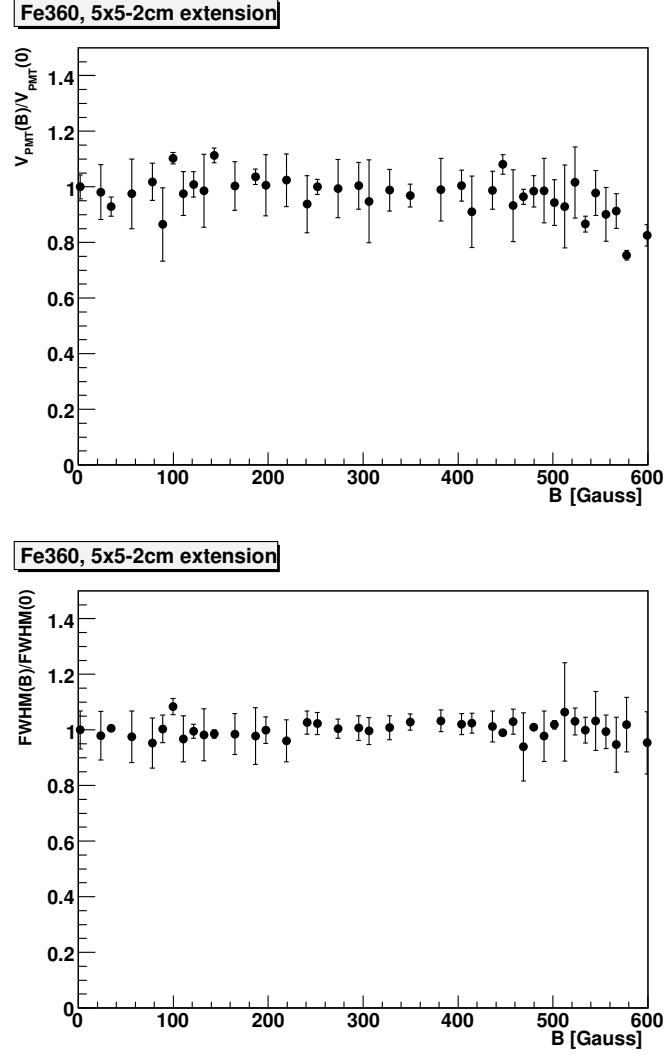 Fe360, 5x5-2cm extension
V_PMT(B)/V_PMT(0)
1.4
1.2
1
0.8
0.6
0.4
0.2
0
0 100 200 300 400 500 600
B [Gauss]
Fe360, 5x5-2cm extension
FWHM(B)/FWHM(0)
1.4
1.2
1
0.8
0.6
0.4
0.2
0
0 100 200 300 400 500 600
B [Gauss]